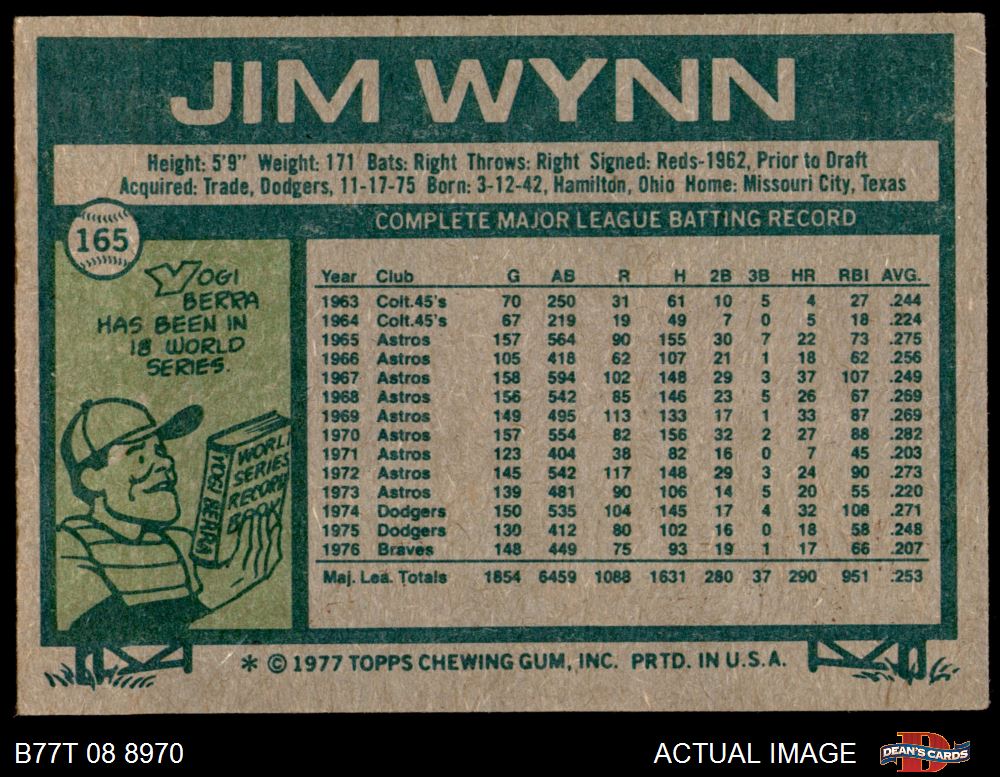 JIM WYNN
Height: 5'9" Weight: 171 Bats: Right Throws: Right Signed: Reds-1962, Prior to Draft
Acquired: Trade, Dodgers, 11-17-75 Born: 3-12-42, Hamilton, Ohio Home: Missouri City, Texas
165
COMPLETE MAJOR LEAGUE BATTING RECORD
YOGI
BERRA
HAS BEEN IN
18 WORLD
SERIES.
WORLD
SERIES
RECORD
BOOK
YOGI BERRA
Year Club G AB R H 2B 3B HR RBI AVG.
1963 Colt.45's 70 250 31 61 10 5 4 27 .244
1964 Colt.45's 67 219 19 49 7 0 5 18 .224
1965 Astros 157 564 90 155 30 7 22 73 .275
1966 Astros 105 418 62 107 21 1 18 62 .256
1967 Astros 158 594 102 148 29 3 37 107 .249
1968 Astros 156 542 85 146 23 5 26 67 .269
1969 Astros 149 495 113 133 17 1 33 87 .269
1970 Astros 157 554 82 156 32 2 27 88 .282
1971 Astros 123 404 38 82 16 0 7 45 .203
1972 Astros 145 542 117 148 29 3 24 90 .273
1973 Astros 139 481 90 106 14 5 20 55 .220
1974 Dodgers 150 535 104 145 17 4 32 108 .271
1975 Dodgers 130 412 80 102 16 0 18 58 .248
1976 Braves 148 449 75 93 19 1 17 66 .207
Maj. Lea. Totals 1854 6459 1088 1631 280 37 290 951 .253
* © 1977 TOPPS CHEWING GUM, INC. PRTD. IN U.S.A.
B77T 08 8970
ACTUAL IMAGE
D
DEAN'S CARDS